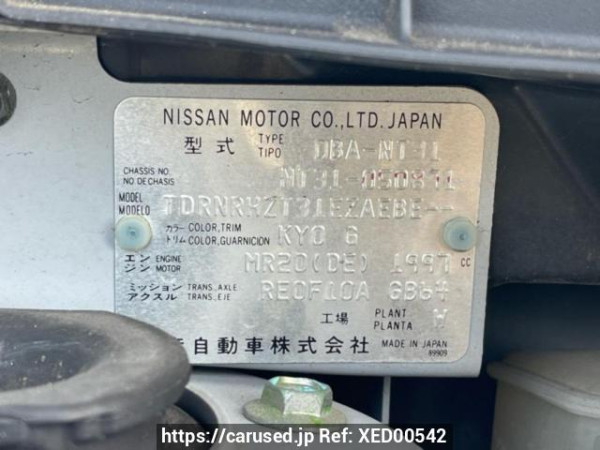 NISSAN MOTOR CO.,LTD. JAPAN
型式 TYPE TIPO DBA-NT31
CHASSIS NO. NO DE CHASIS NT31-050871
MODEL MODELO TDRNRHZT31EZAEBE--
カラー COLOR,TRIM トリム COLOR,GUARNICION KY0 G
エンジン ENGINE MOTOR MR20(DE) 1997 cc
ミッション アクスル TRANS.,AXLE TRANS.,EJE RE0F10A GB64
工場 PLANT PLANTA W
自動車株式会社 MADE IN JAPAN
89909
https://carused.jp Ref: XED00542